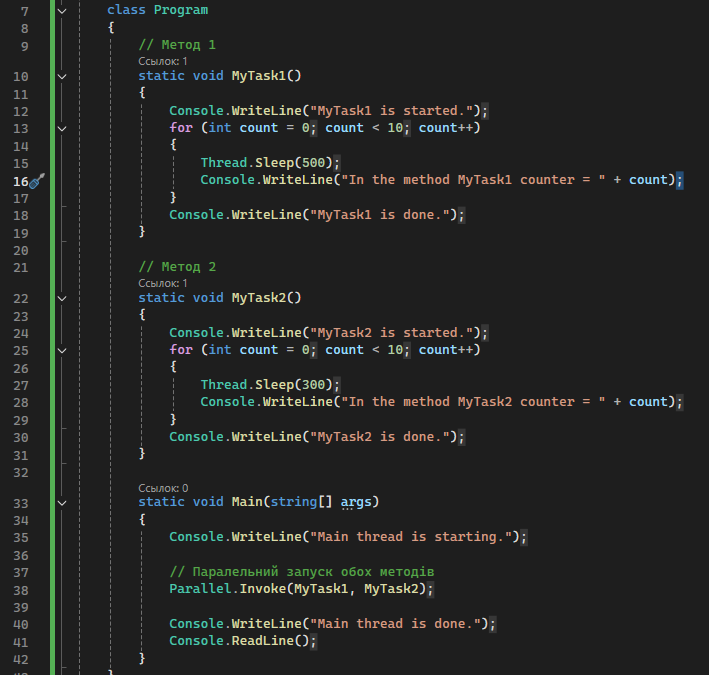 7 class Program
8 {
9 // Метод 1
Ссылок: 1
10 static void MyTask1()
11 {
12 Console.WriteLine("MyTask1 is started.");
13 for (int count = 0; count < 10; count++)
14 {
15 Thread.Sleep(500);
16 Console.WriteLine("In the method MyTask1 counter = " + count);
17 }
18 Console.WriteLine("MyTask1 is done.");
19 }
20
21 // Метод 2
Ссылок: 1
22 static void MyTask2()
23 {
24 Console.WriteLine("MyTask2 is started.");
25 for (int count = 0; count < 10; count++)
26 {
27 Thread.Sleep(300);
28 Console.WriteLine("In the method MyTask2 counter = " + count);
29 }
30 Console.WriteLine("MyTask2 is done.");
31 }
32
Ссылок: 0
33 static void Main(string[] args)
34 {
35 Console.WriteLine("Main thread is starting.");
36
37 // Паралельний запуск обох методів
38 Parallel.Invoke(MyTask1, MyTask2);
39
40 Console.WriteLine("Main thread is done.");
41 Console.ReadLine();
42 }